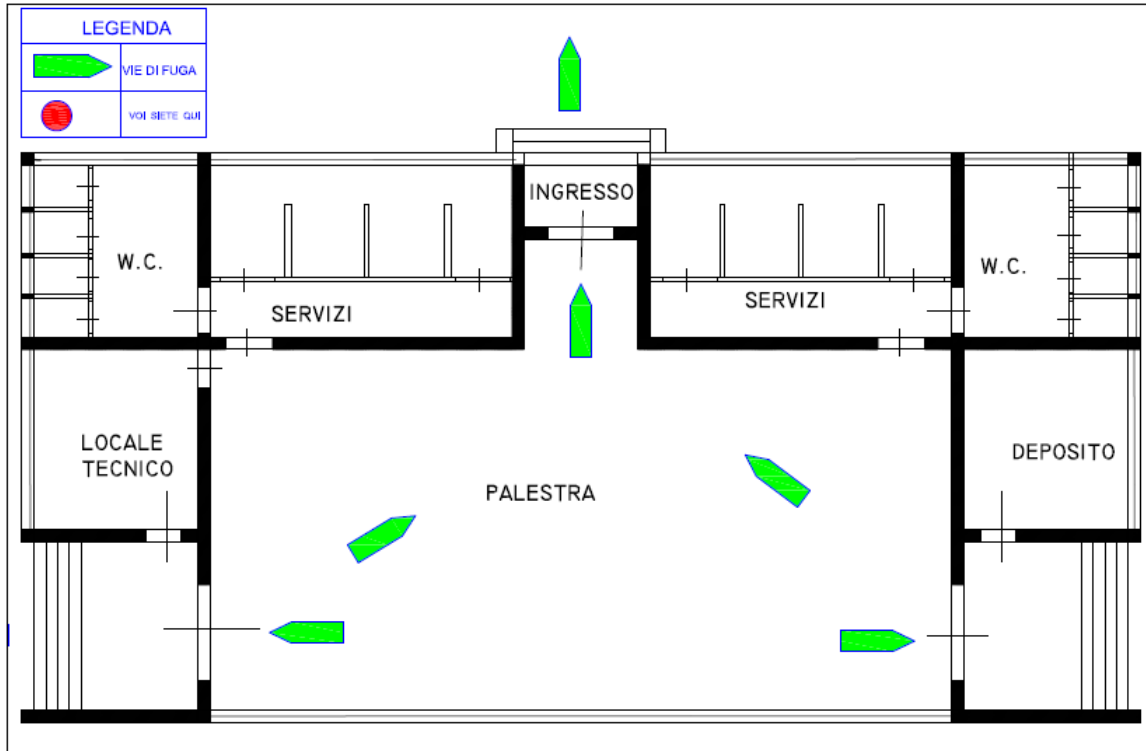 LEGENDA
VIE DI FUGA
VOI SIETE QUI
INGRESSO
W.C.
W.C.
SERVIZI
SERVIZI
LOCALE
TECNICO
PALESTRA
DEPOSITO